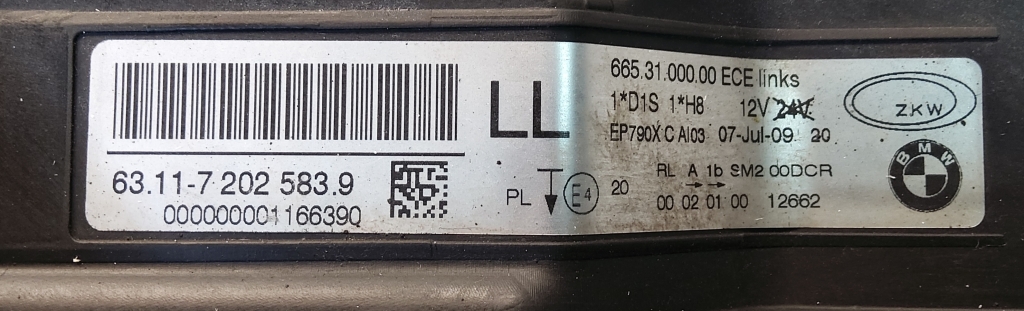 63.11-7 202 583.9
000000001166390
LL
PL E4 20
665.31.000.00 ECE links
1*D1S 1*H8 12V 24V
EP790X C AI03 07-Jul-09 20
RL A 1b SM2 00DCR
00 02 01 00 12662
ZKW
BMW